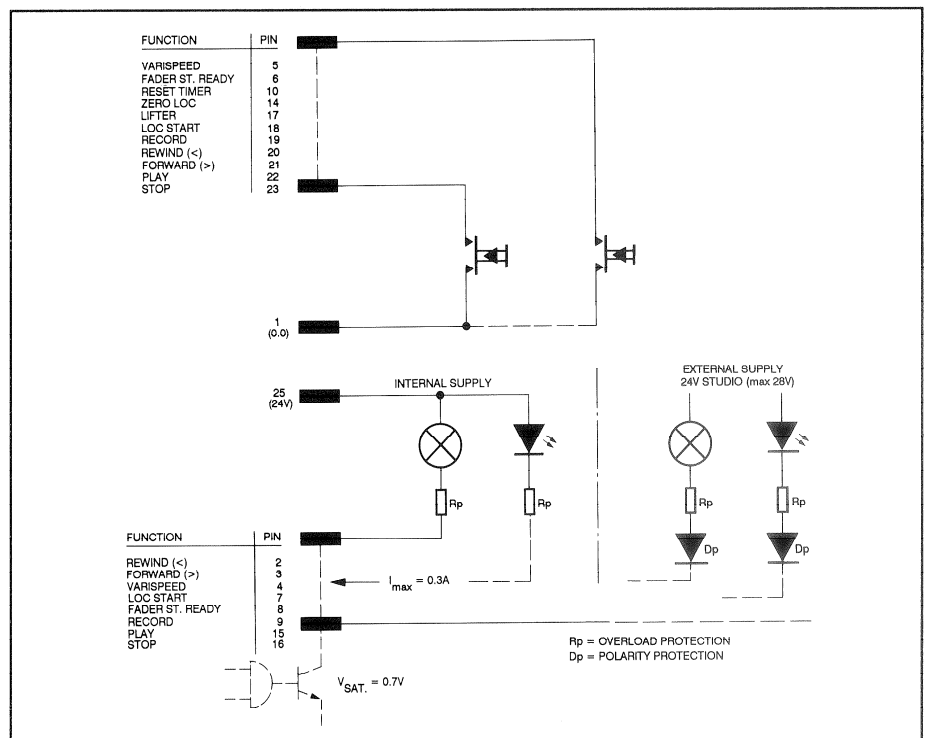 FUNCTION PIN
VARISPEED 5
FADER ST. READY 6
RESET TIMER 10
ZERO LOC 14
LIFTER 17
LOC START 18
RECORD 19
REWIND (<) 20
FORWARD (>) 21
PLAY 22
STOP 23
1
(0.0)
25
(24V)
INTERNAL SUPPLY
EXTERNAL SUPPLY
24V STUDIO (max 28V)
Rp
Rp
Rp
Rp
Dp
Dp
FUNCTION PIN
REWIND (<) 2
FORWARD (>) 3
VARISPEED 4
LOC START 7
FADER ST. READY 8
RECORD 9
PLAY 15
STOP 16
Imax = 0.3A
Rp = OVERLOAD PROTECTION
Dp = POLARITY PROTECTION
VSAT. = 0.7V